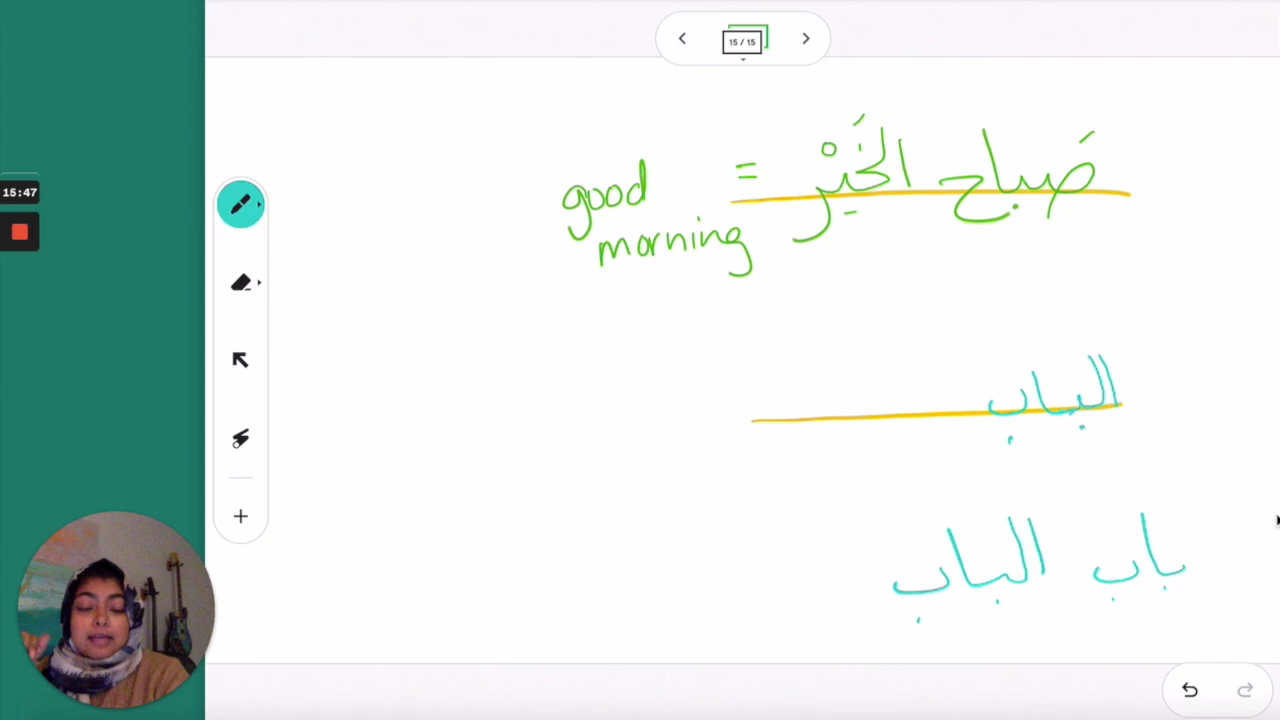 15 / 15
15:47
صَباح الخَيْر = good
morning
الباب
باب الباب